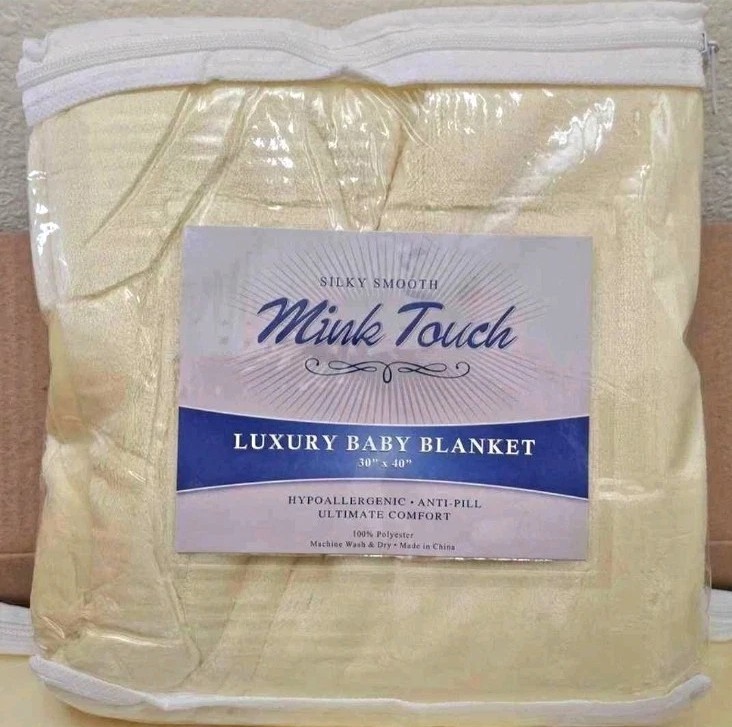 SILKY SMOOTH
Mink Touch
LUXURY BABY BLANKET
30" x 40"
HYPOALLERGENIC • ANTI-PILL
ULTIMATE COMFORT
100% Polyester
Machine Wash & Dry • Made in China